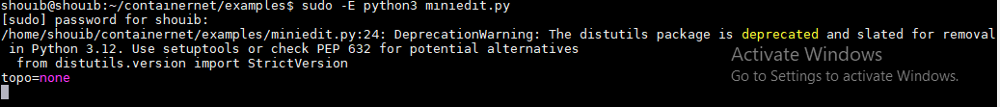 shouib@shouib:~/containernet/examples$ sudo -E python3 miniedit.py
[sudo] password for shouib:
/home/shouib/containernet/examples/miniedit.py:24: DeprecationWarning: The distutils package is deprecated and slated for removal
 in Python 3.12. Use setuptools or check PEP 632 for potential alternatives
  from distutils.version import StrictVersion
topo=none
Activate Windows
Go to Settings to activate Windows.